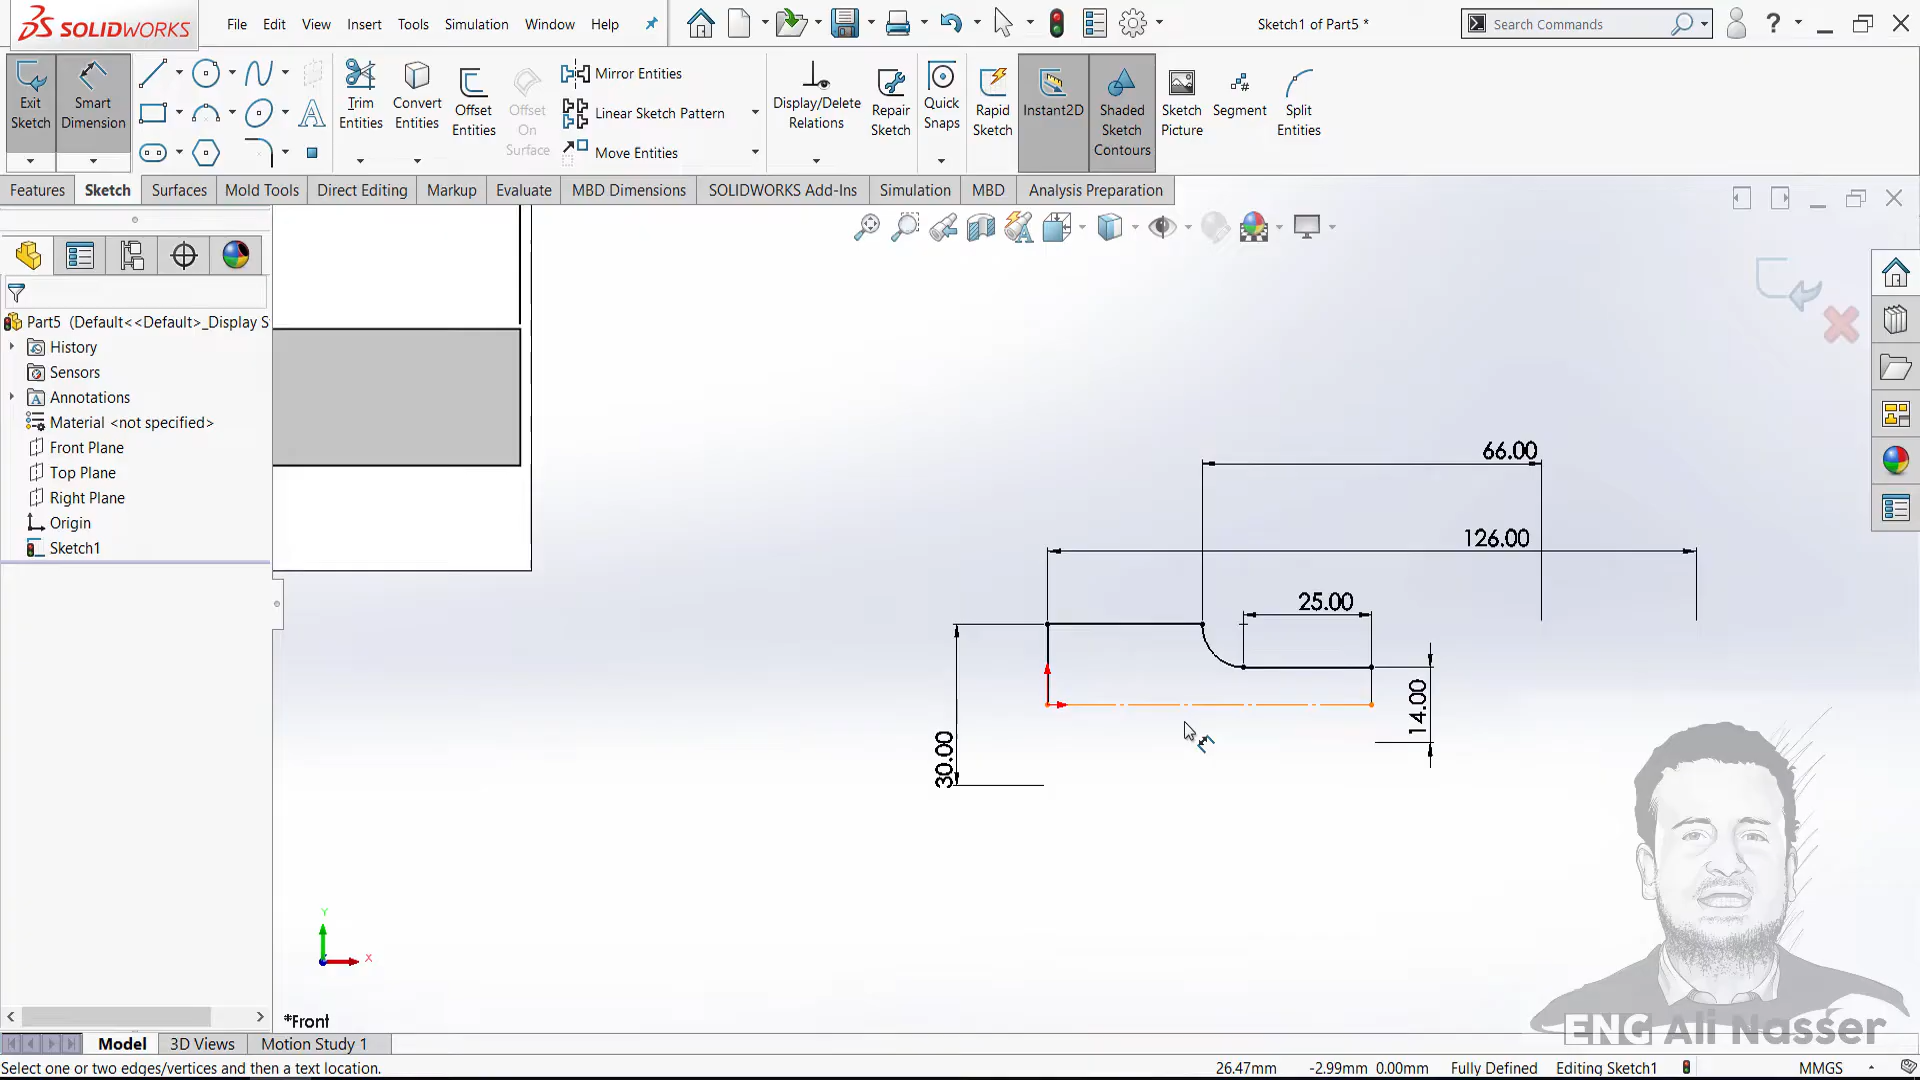 SOLIDWORKS File Edit View Insert Tools Simulation Window Help Sketch1 of Part5 * Search Commands ?
Exit Sketch
Smart Dimension
Trim Entities
Convert Entities
Offset Entities
Offset On Surface
Mirror Entities
Linear Sketch Pattern
Move Entities
Display/Delete Relations
Repair Sketch
Quick Snaps
Rapid Sketch
Instant2D
Shaded Sketch Contours
Sketch Picture
Segment
Split Entities
Features Sketch Surfaces Mold Tools Direct Editing Markup Evaluate MBD Dimensions SOLIDWORKS Add-Ins Simulation MBD Analysis Preparation
Part5 (Default<<Default>_Display S
History
Sensors
Annotations
Material <not specified>
Front Plane
Top Plane
Right Plane
Origin
Sketch1
66.00
126.00
25.00
14.00
30.00
Y
X
*Front
ENG Ali Nasser
Model 3D Views Motion Study 1
Select one or two edges/vertices and then a text location. 26.47mm -2.99mm 0.00mm Fully Defined Editing Sketch1 MMGS